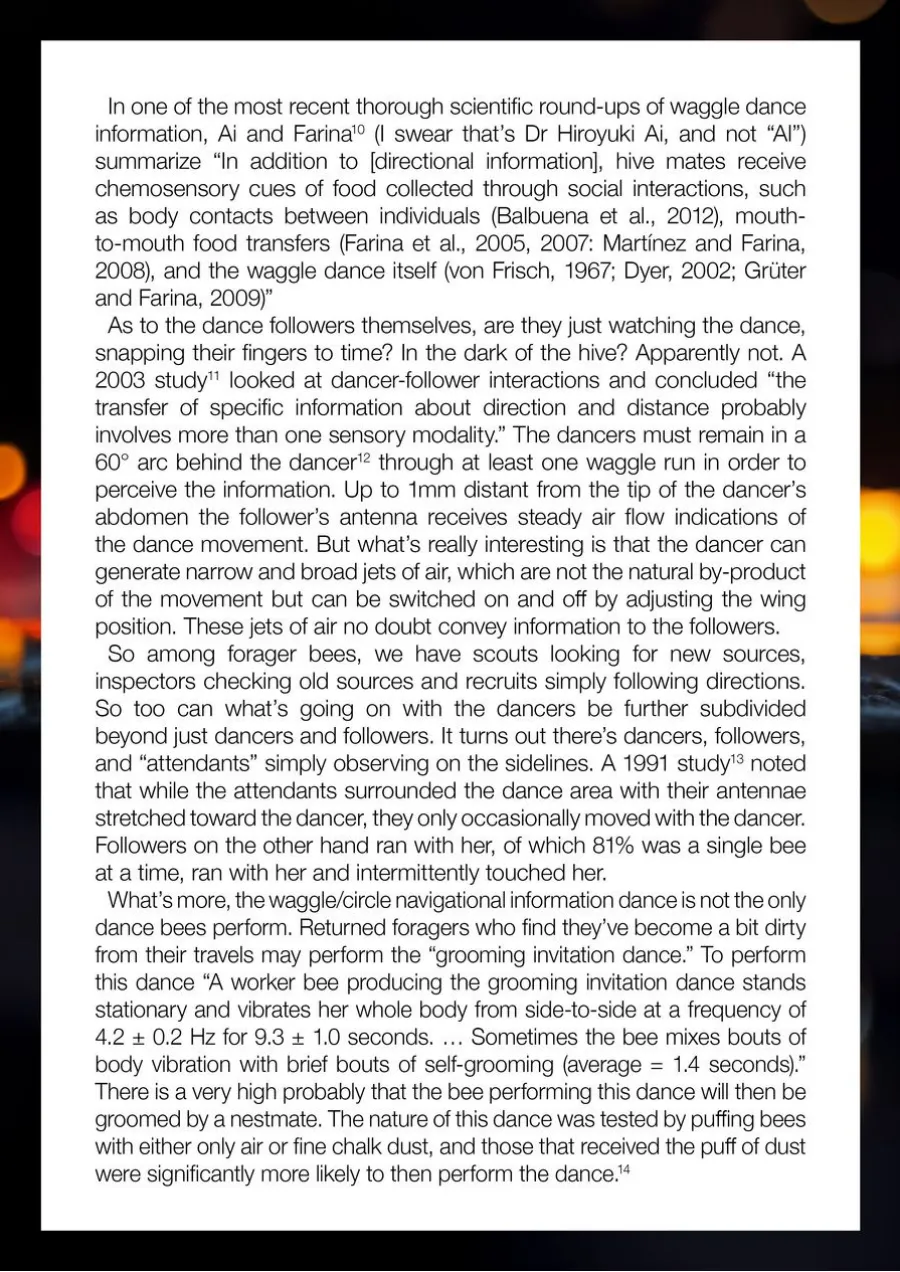 In one of the most recent thorough scientific round-ups of waggle dance
information, Ai and Farina¹⁰ (I swear that’s Dr Hiroyuki Ai, and not “AI”)
summarize “In addition to [directional information], hive mates receive
chemosensory cues of food collected through social interactions, such
as body contacts between individuals (Balbuena et al., 2012), mouth-
to-mouth food transfers (Farina et al., 2005, 2007: Martínez and Farina,
2008), and the waggle dance itself (von Frisch, 1967; Dyer, 2002; Grüter
and Farina, 2009)”
As to the dance followers themselves, are they just watching the dance,
snapping their fingers to time? In the dark of the hive? Apparently not. A
2003 study¹¹ looked at dancer-follower interactions and concluded “the
transfer of specific information about direction and distance probably
involves more than one sensory modality.” The dancers must remain in a
60° arc behind the dancer¹² through at least one waggle run in order to
perceive the information. Up to 1mm distant from the tip of the dancer’s
abdomen the follower’s antenna receives steady air flow indications of
the dance movement. But what’s really interesting is that the dancer can
generate narrow and broad jets of air, which are not the natural by-product
of the movement but can be switched on and off by adjusting the wing
position. These jets of air no doubt convey information to the followers.
So among forager bees, we have scouts looking for new sources,
inspectors checking old sources and recruits simply following directions.
So too can what’s going on with the dancers be further subdivided
beyond just dancers and followers. It turns out there’s dancers, followers,
and “attendants” simply observing on the sidelines. A 1991 study¹³ noted
that while the attendants surrounded the dance area with their antennae
stretched toward the dancer, they only occasionally moved with the dancer.
Followers on the other hand ran with her, of which 81% was a single bee
at a time, ran with her and intermittently touched her.
What’s more, the waggle/circle navigational information dance is not the only
dance bees perform. Returned foragers who find they’ve become a bit dirty
from their travels may perform the “grooming invitation dance.” To perform
this dance “A worker bee producing the grooming invitation dance stands
stationary and vibrates her whole body from side-to-side at a frequency of
4.2 ± 0.2 Hz for 9.3 ± 1.0 seconds. … Sometimes the bee mixes bouts of
body vibration with brief bouts of self-grooming (average = 1.4 seconds).”
There is a very high probably that the bee performing this dance will then be
groomed by a nestmate. The nature of this dance was tested by puffing bees
with either only air or fine chalk dust, and those that received the puff of dust
were significantly more likely to then perform the dance.¹⁴